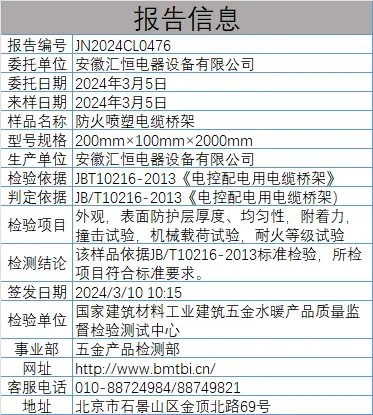 报告信息
报告编号 JN2024CL0476
委托单位 安徽汇恒电器设备有限公司
委托日期 2024年3月5日
来样日期 2024年3月5日
样品名称 防火喷塑电缆桥架
型号规格 200mm×100mm×2000mm
生产单位 安徽汇恒电器设备有限公司
检验依据 JBT10216-2013《电控配电用电缆桥架》
判定依据 JB/T10216-2013《电控配电用电缆桥架)
检验项目 外观，表面防护层厚度、均匀性，附着力，
撞击试验，机械载荷试验，耐火等级试验
检测结论 该样品依据JB/T10216-2013标准检验，所检
项目符合标准要求。
签发日期 2024/3/10 10:15
检验单位 国家建筑材料工业建筑五金水暖产品质量监
督检验测试中心
事业部 五金产品检测部
网址 http://www.bmtbi.cn/
客服电话 010-88724984/88749821
地址 北京市石景山区金顶北路69号